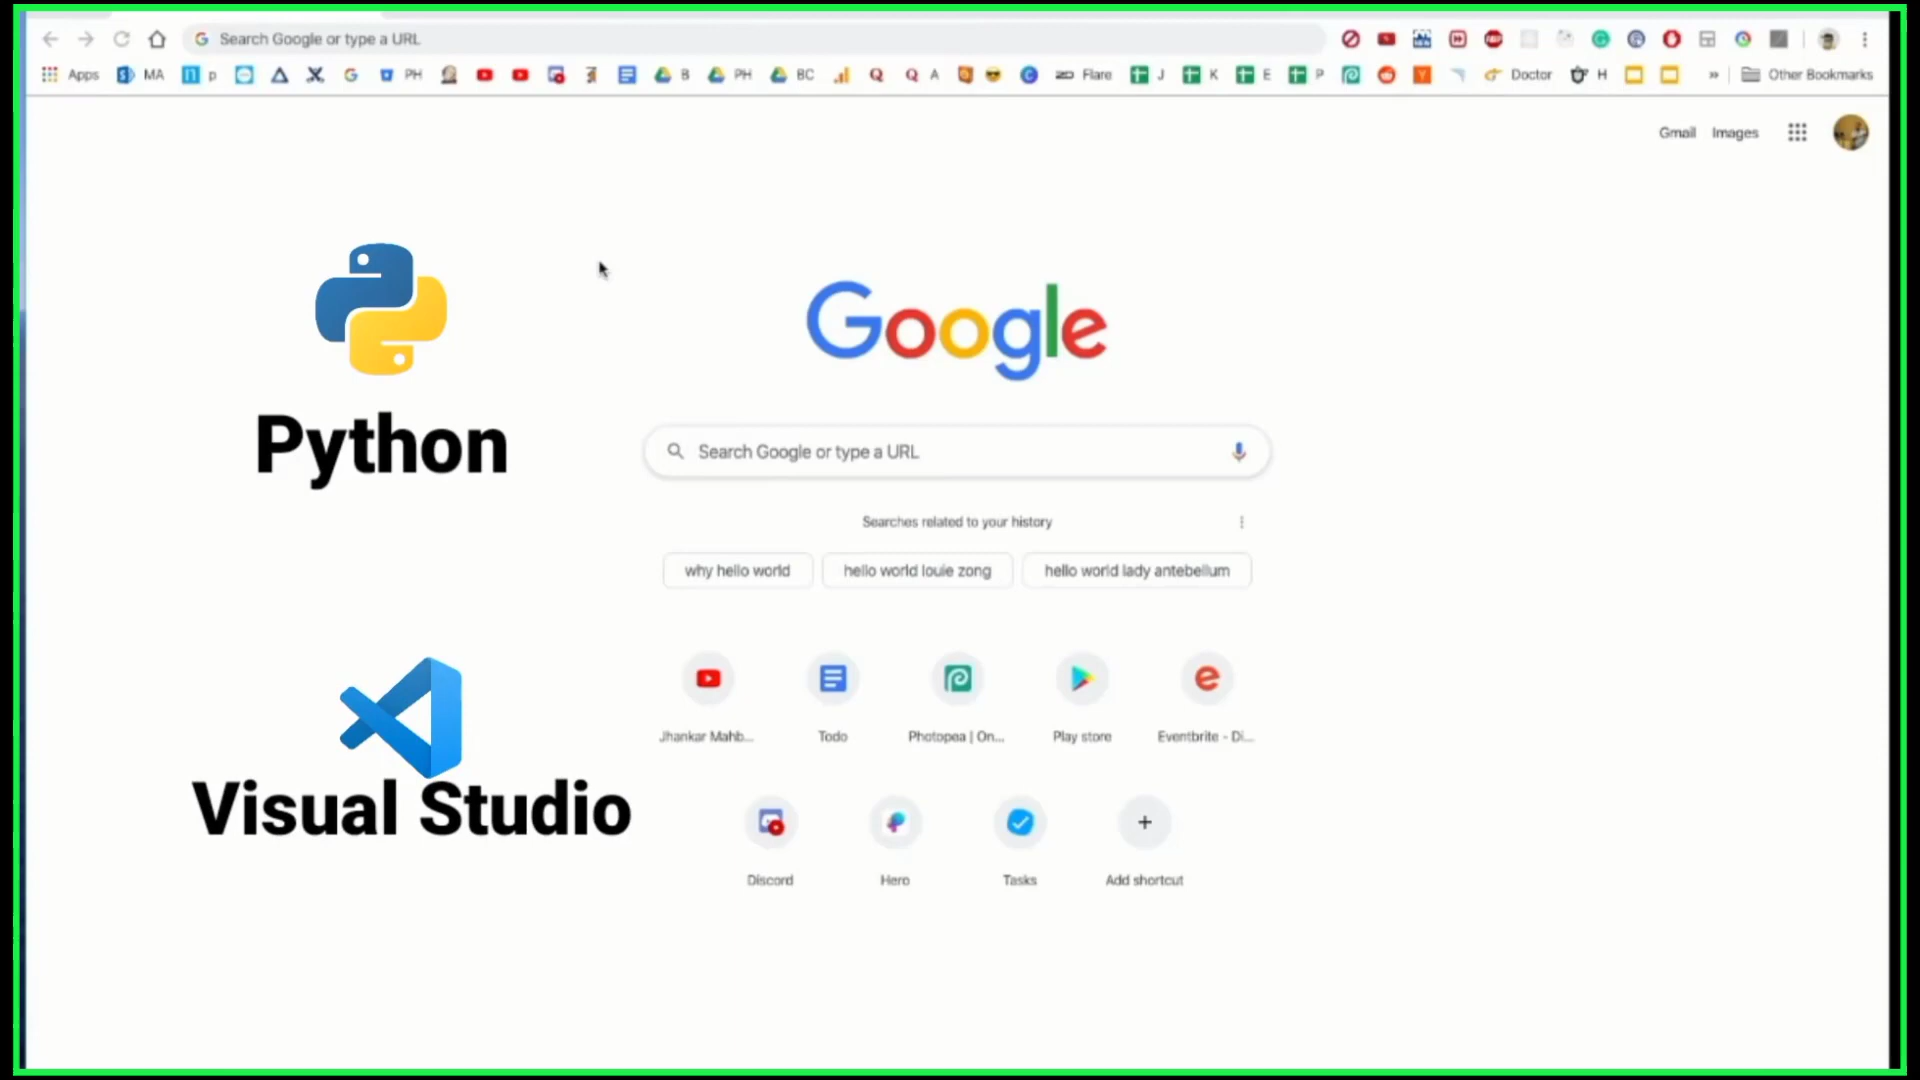 Search Google or type a URL
Apps MA p PH B PH BC A Flare J K E P Doctor H » Other Bookmarks
Gmail Images
Google
Python
Search Google or type a URL
Searches related to your history
why hello world hello world louie zong hello world lady antebellum
Jhankar Mahb... Todo Photopea | On... Play store Eventbrite - Di...
Visual Studio
Discord Hero Tasks Add shortcut